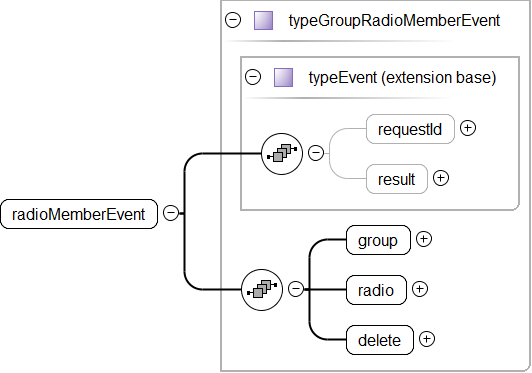 typeGroupRadioMemberEvent
typeEvent (extension base)
requestId
result
radioMemberEvent
group
radio
delete